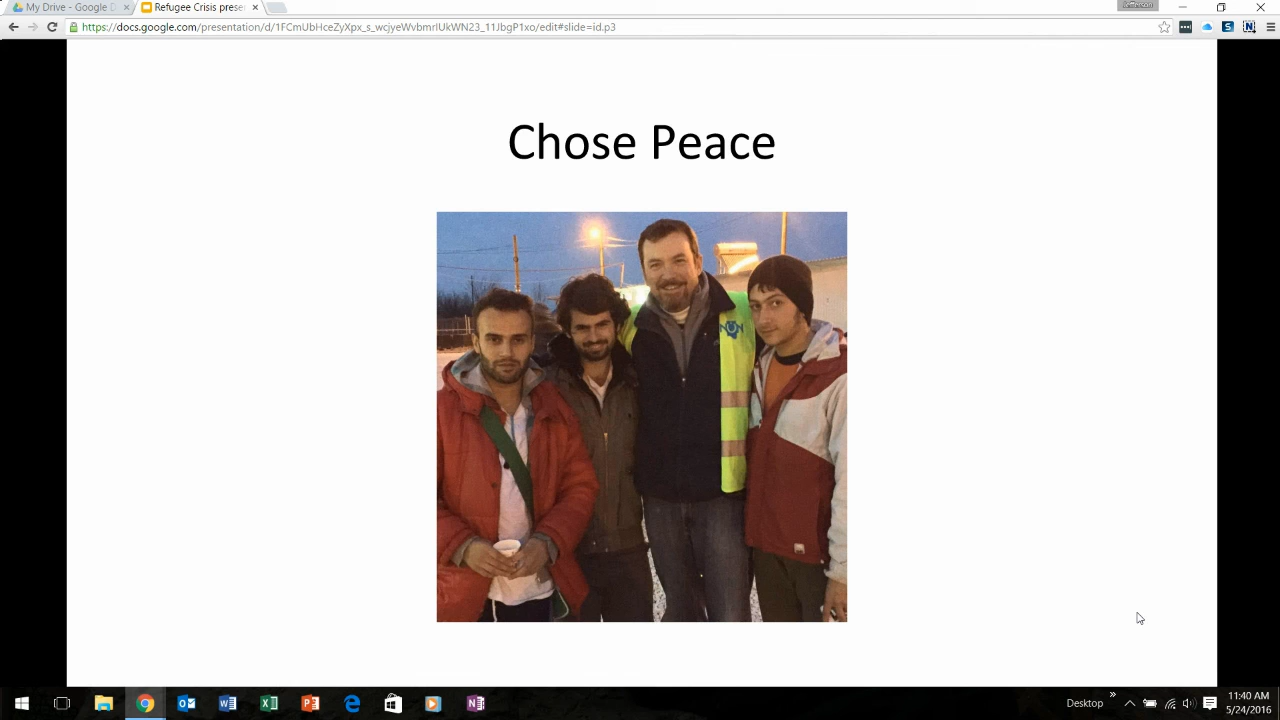 My Drive - Google D
Refugee Crisis prese
https://docs.google.com/presentation/d/1FCmUbHceZyXpx_s_wcjyeWvbmrIUkWN23_11JbgP1xo/edit#slide=id.p3
Chose Peace
Desktop
11:40 AM
5/24/2016